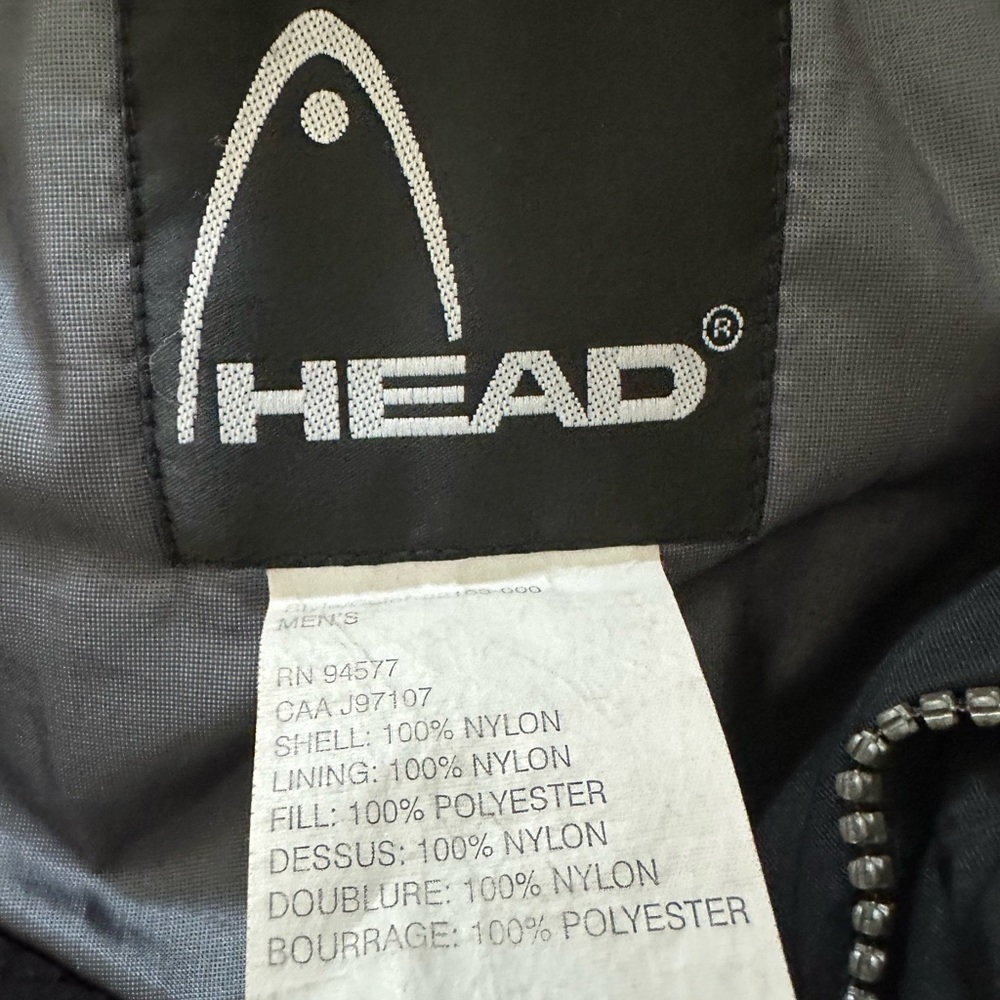 HEAD®
MEN'S
RN 94577
CAA J97107
SHELL: 100% NYLON
LINING: 100% NYLON
FILL: 100% POLYESTER
DESSUS: 100% NYLON
DOUBLURE: 100% NYLON
BOURRAGE: 100% POLYESTER